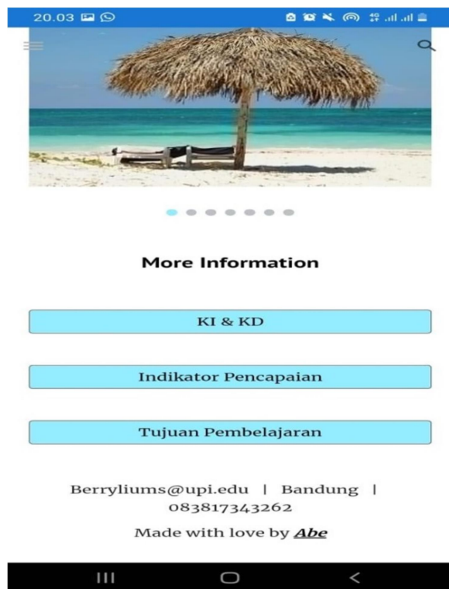 20.03
More Information
KI & KD
Indikator Pencapaian
Tujuan Pembelajaran
Berryliums@upi.edu | Bandung |
083817343262
Made with love by Abe